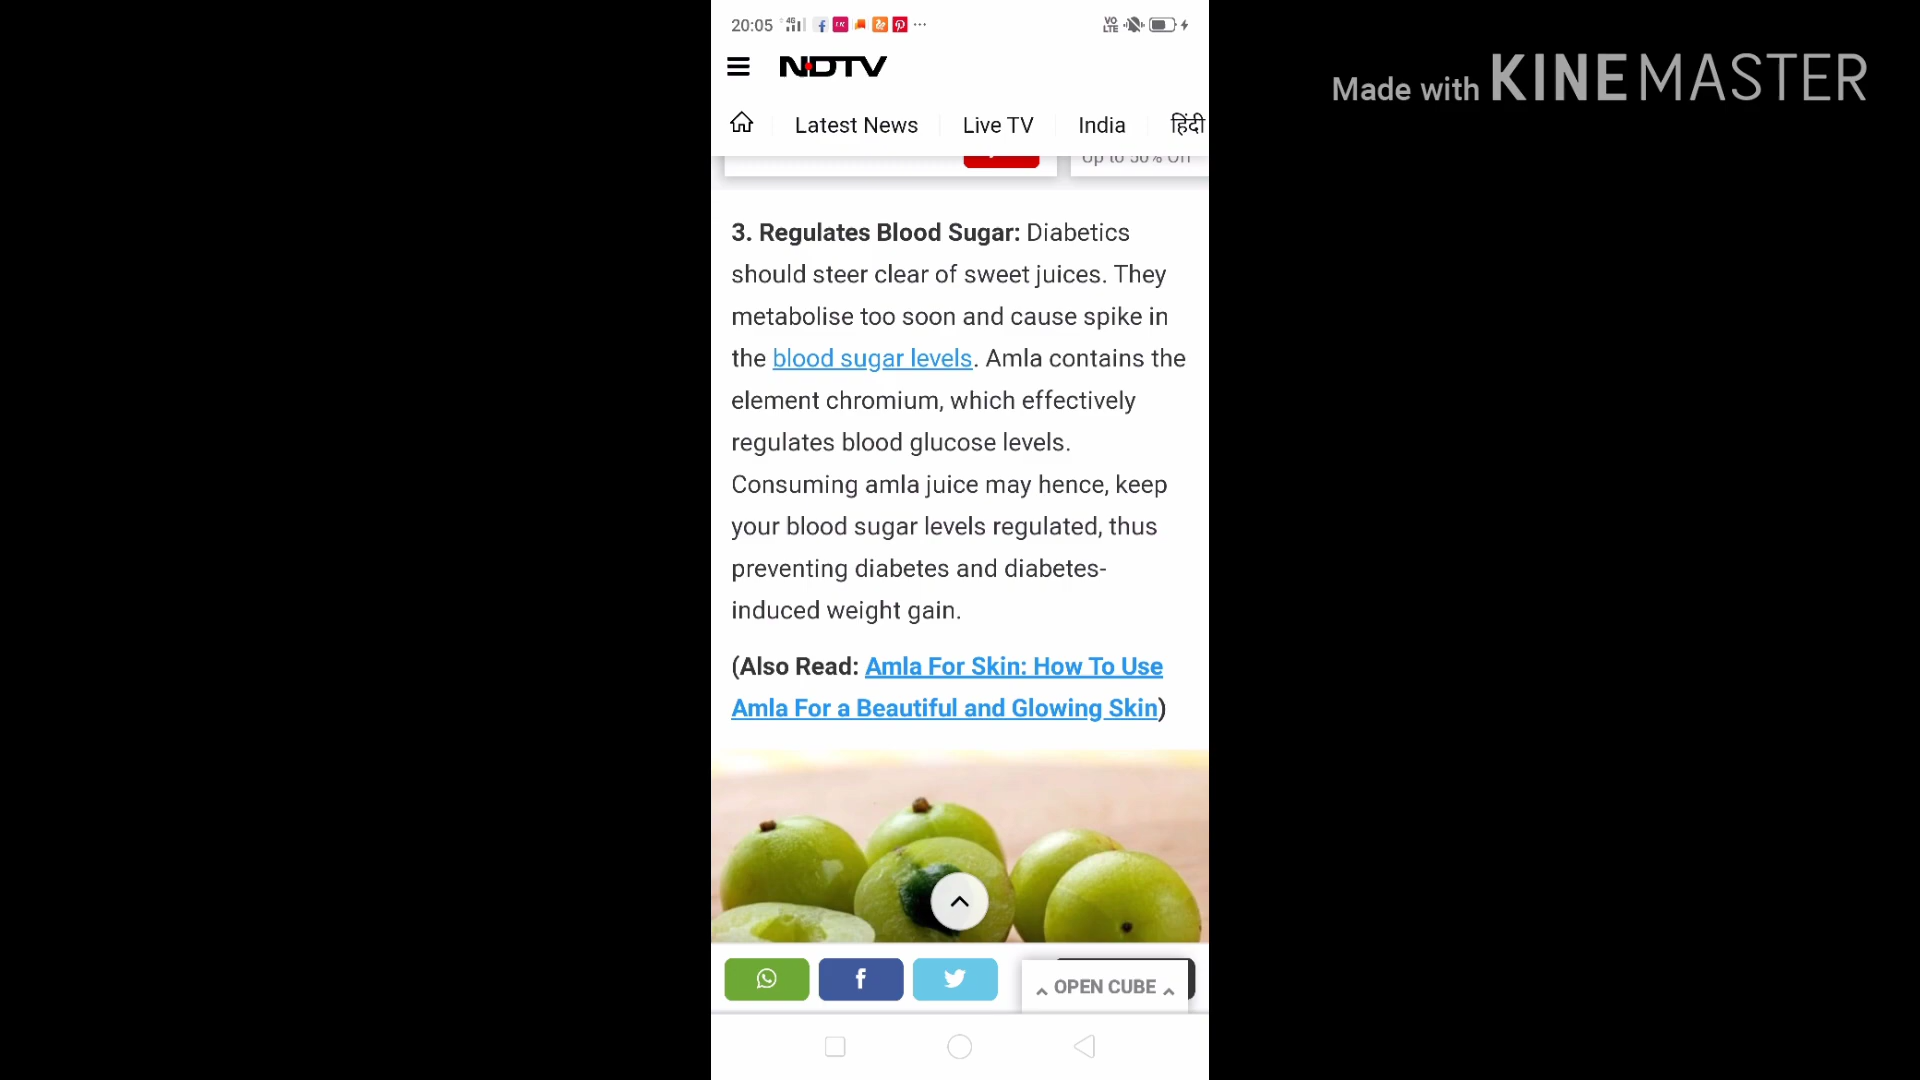 20:05
Made with KINEMASTER
NDTV
Latest News Live TV India हिंदी
Up to 50% Off
3. Regulates Blood Sugar: Diabetics
should steer clear of sweet juices. They
metabolise too soon and cause spike in
the blood sugar levels. Amla contains the
element chromium, which effectively
regulates blood glucose levels.
Consuming amla juice may hence, keep
your blood sugar levels regulated, thus
preventing diabetes and diabetes-
induced weight gain.
(Also Read: Amla For Skin: How To Use
Amla For a Beautiful and Glowing Skin)
OPEN CUBE